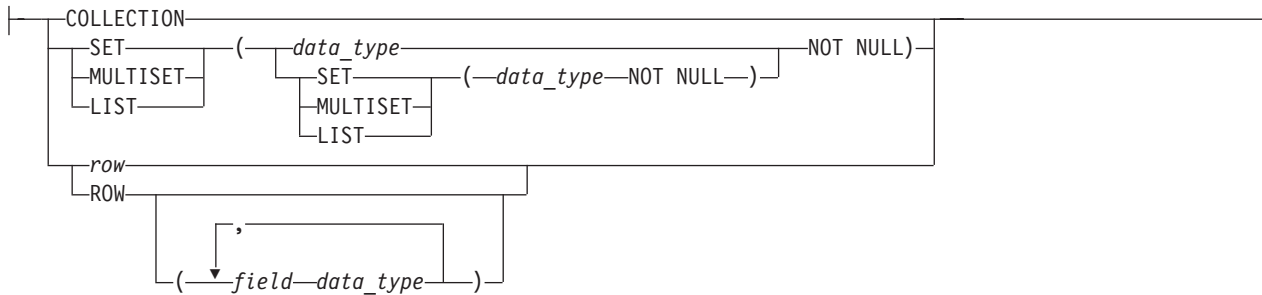 COLLECTION
SET ( data_type NOT NULL)
MULTISET SET ( data_type NOT NULL )
LIST MULTISET
LIST
row
ROW
,
( field data_type )